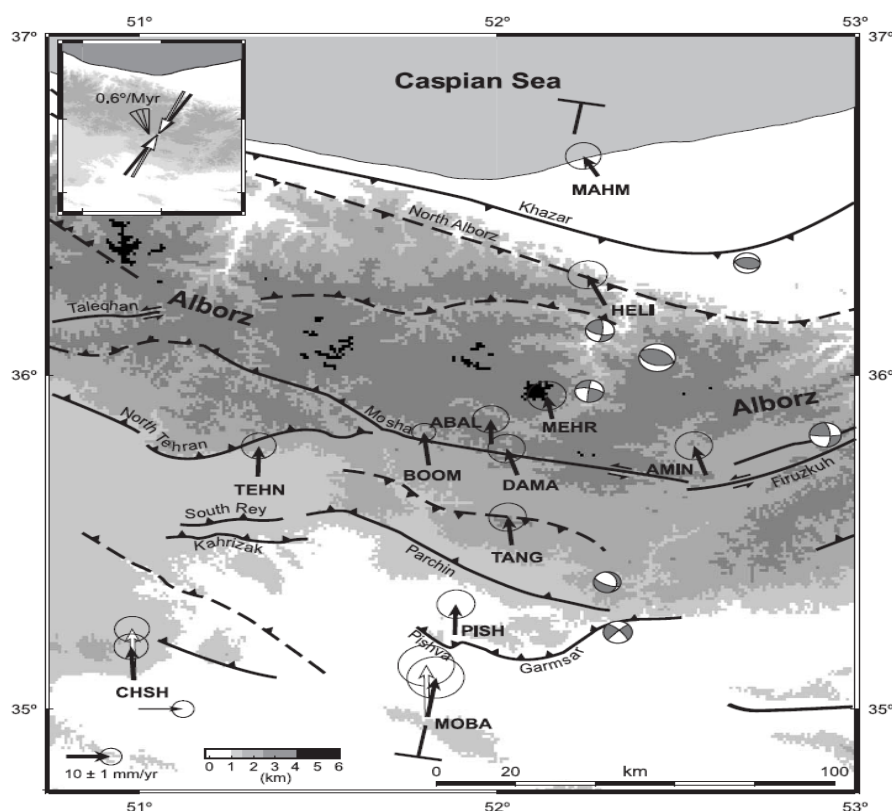 51° 52° 53°
37° 37°
0.6°/Myr
Caspian Sea
MAHM
Khazar
North Alborz
HELI
Taleqhan
Alborz
36° 36°
Alborz
Mosha
ABAL
MEHR
North Tehran
BOOM
DAMA
AMIN
Firuzkuh
TEHN
South Rey
Kahrizak
TANG
Parchin
PISH
Pishva
Garmsar
CHSH
MOBA
35° 35°
10 ± 1 mm/yr
0 1 2 3 4 5 6
(km)
0 20 km 60 100
51° 52° 53°